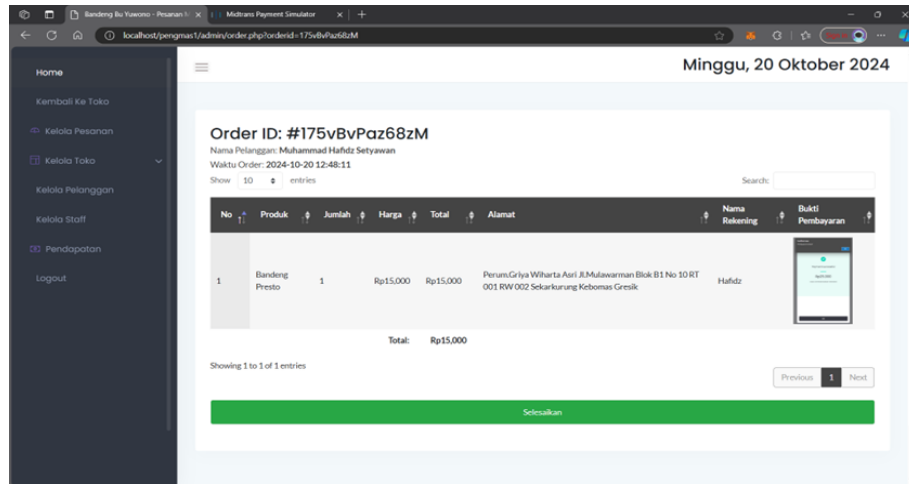 Bandeng Bu Yuwono - Pesanan
Midtrans Payment Simulator
localhost/pengmas1/admin/order.php?orderid=175vBvPaz68zM
Home
Kembali Ke Toko
Kelola Pesanan
Kelola Toko
Kelola Pelanggan
Kelola Staff
Pendapatan
Logout
Minggu, 20 Oktober 2024
Order ID: #175vBvPaz68zM
Nama Pelanggan: Muhammad Hafidz Setyawan
Waktu Order: 2024-10-20 12:48:11
Show 10 entries
Search:
No Produk Jumlah Harga Total Alamat Nama Rekening Bukti Pembayaran
1 Bandeng Presto 1 Rp15,000 Rp15,000 Perum.Griya Wiharta Asri Jl.Mulawarman Blok B1 No 10 RT
001 RW 002 Sekarkurung Kebomas Gresik Hafidz
Total: Rp15,000
Showing 1 to 1 of 1 entries
Previous 1 Next
Selesaikan